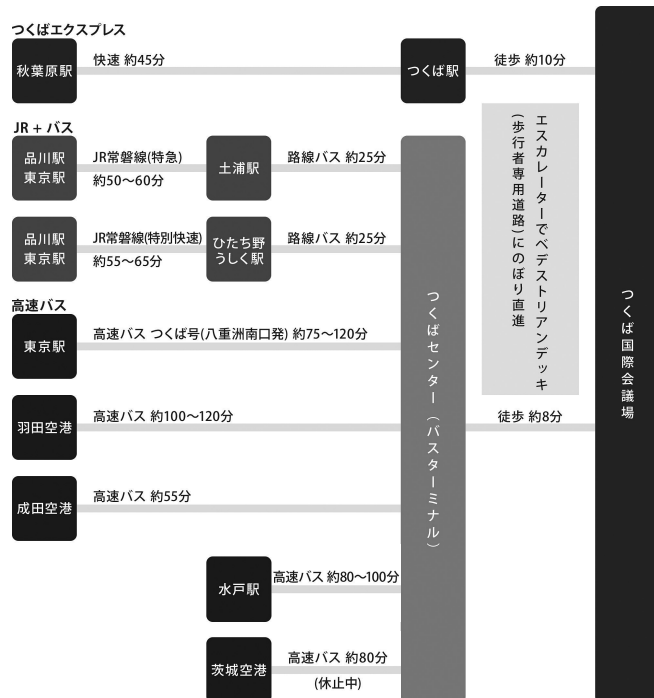 つくばエクスプレス
秋葉原駅
快速 約45分
つくば駅
徒歩 約10分
JR + バス
品川駅
東京駅
JR常磐線(特急)
約50〜60分
土浦駅
路線バス 約25分
品川駅
東京駅
JR常磐線(特別快速)
約55〜65分
ひたち野
うしく駅
路線バス 約25分
高速バス
東京駅
高速バス つくば号(八重洲南口発) 約75〜120分
羽田空港
高速バス 約100〜120分
成田空港
高速バス 約55分
水戸駅
高速バス 約80〜100分
茨城空港
高速バス 約80分
(休止中)
つくばセンター(バスターミナル)
エスカレーターでペデストリアンデッキ
(歩行者専用道路)にのぼり直進
徒歩 約8分
つくば国際会議場